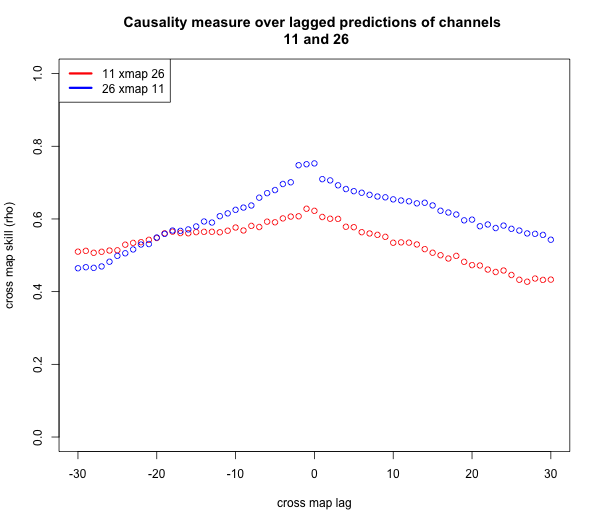 Causality measure over lagged predictions of channels
11 and 26
11 xmap 26
26 xmap 11
cross map skill (rho)
1.0
0.8
0.6
0.4
0.2
0.0
-30 -20 -10 0 10 20 30
cross map lag